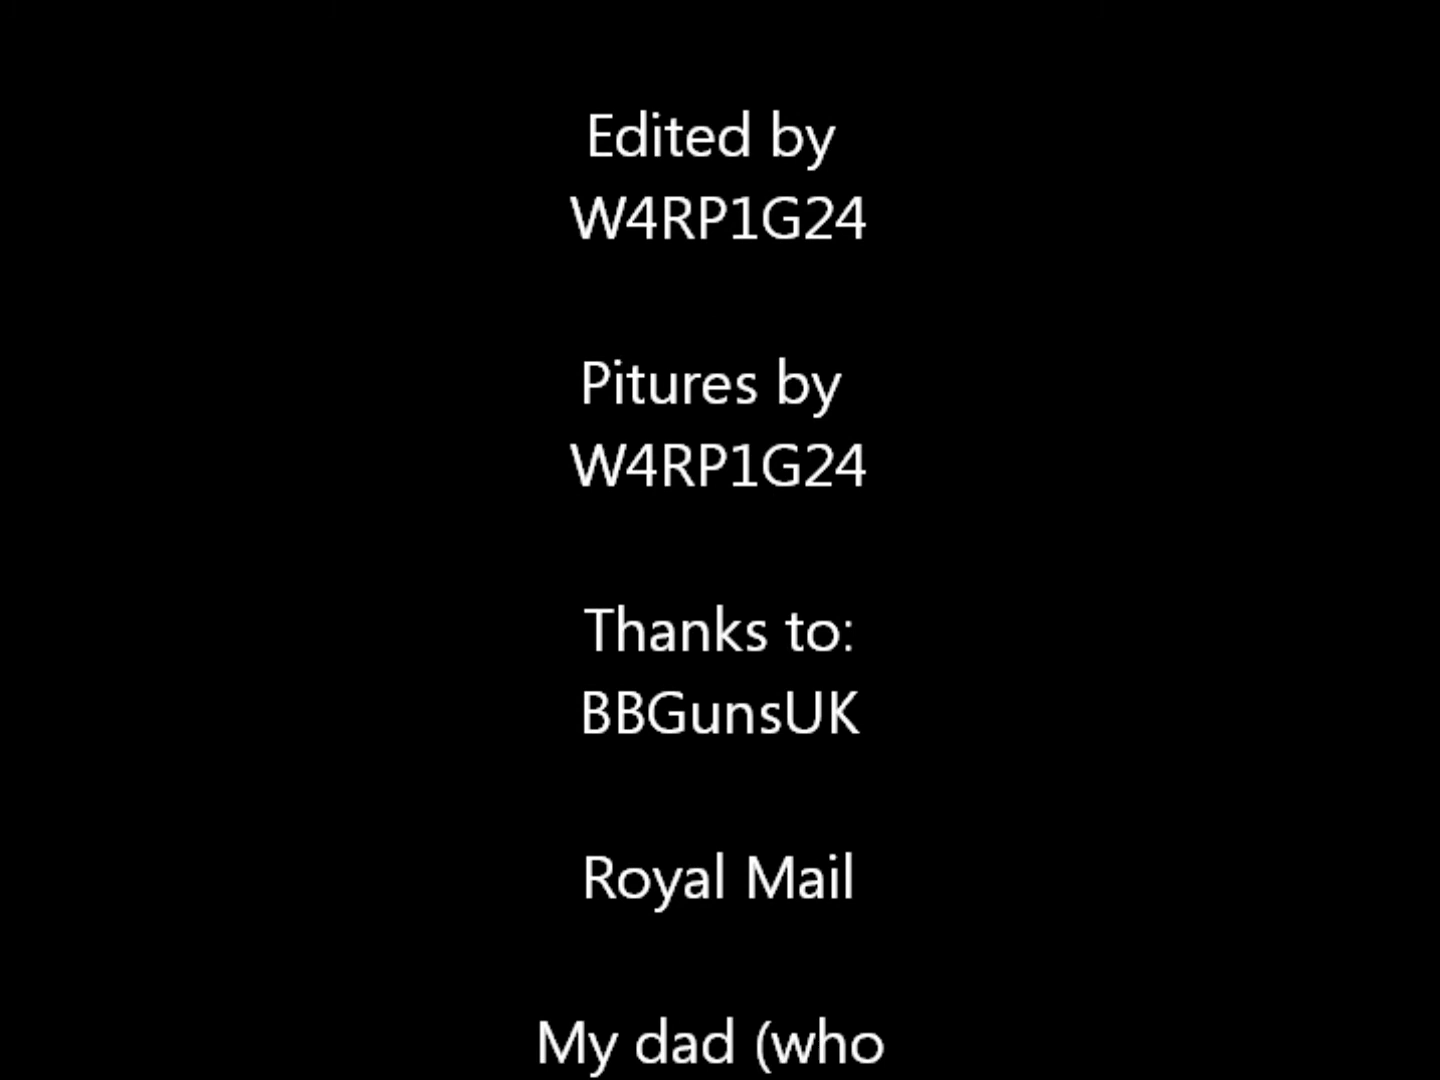 Edited by
W4RP1G24
Pitures by
W4RP1G24
Thanks to:
BBGunsUK
Royal Mail
My dad (who